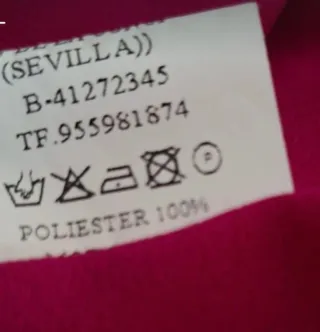 (SEVILLA))
B-41272345
TF.955981874
P
POLIESTER 100%